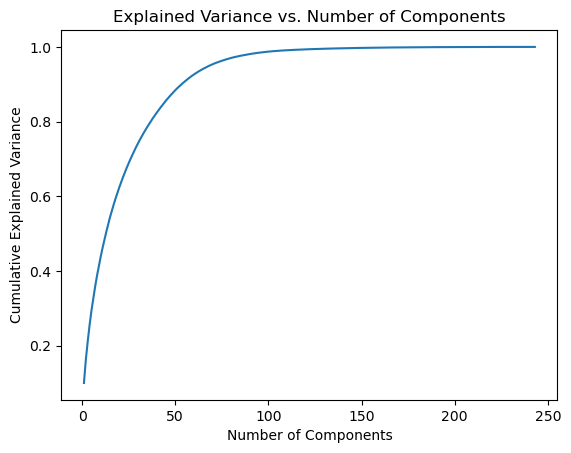 Explained Variance vs. Number of Components
1.0
0.8
0.6
0.4
0.2
Cumulative Explained Variance
0 50 100 150 200 250
Number of Components